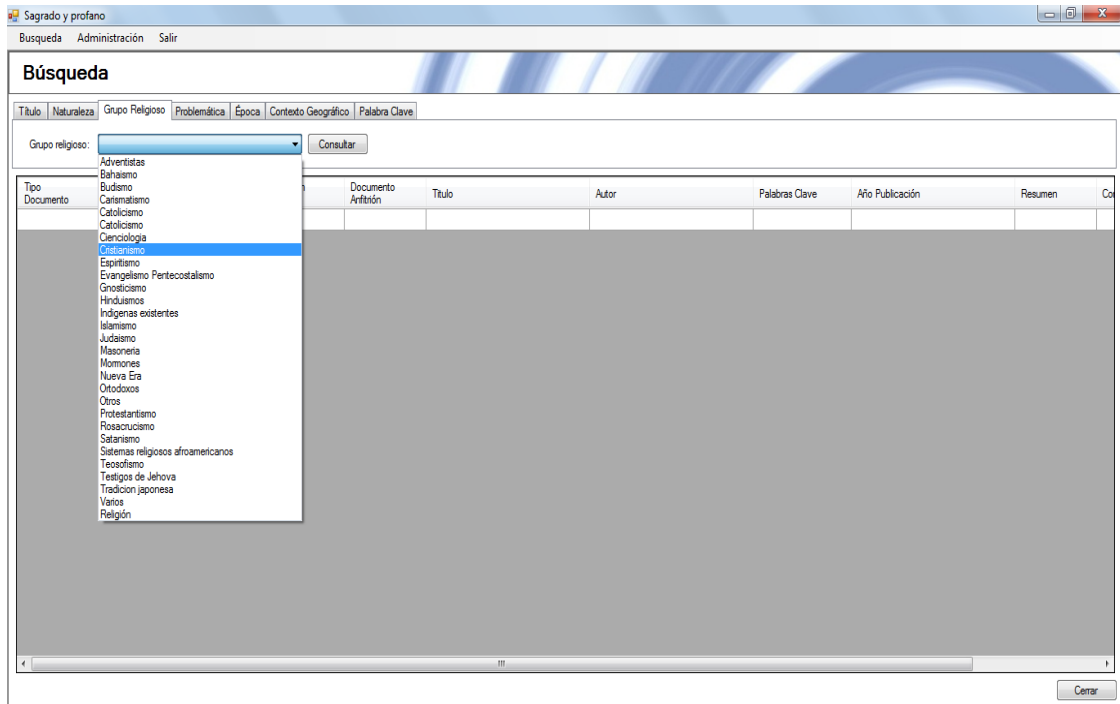 Sagrado y profano
Busqueda Administración Salir
Búsqueda
Título Naturaleza Grupo Religioso Problemática Época Contexto Geográfico Palabra Clave
Grupo religioso: Consultar
Adventistas
Bahaismo
Budismo
Carismatismo
Catolicismo
Catolicismo
Cienciologia
Cristianismo
Espiritismo
Evangelismo Pentecostalismo
Gnosticismo
Hinduismos
Indigenas existentes
Islamismo
Judaismo
Masoneria
Mormones
Nueva Era
Ortodoxos
Otros
Protestantismo
Rosacrucismo
Satanismo
Sistemas religiosos afroamericanos
Teosofismo
Testigos de Jehova
Tradicion japonesa
Varios
Religión
Tipo Documento
Documento Anfitrión
Titulo
Autor
Palabras Clave
Año Publicación
Resumen
Cerrar